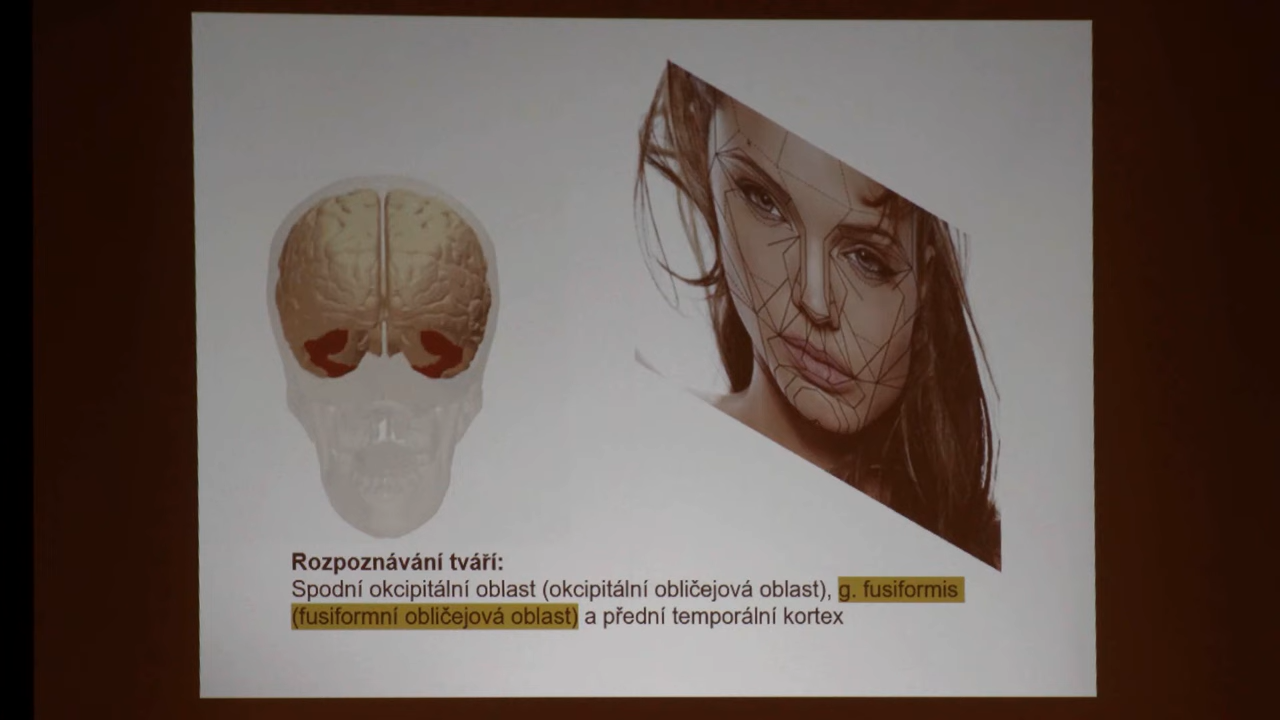 Rozpoznávání tváří:
Spodní okcipitální oblast (okcipitální obličejová oblast), g. fusiformis
(fusiformní obličejová oblast) a přední temporální kortex